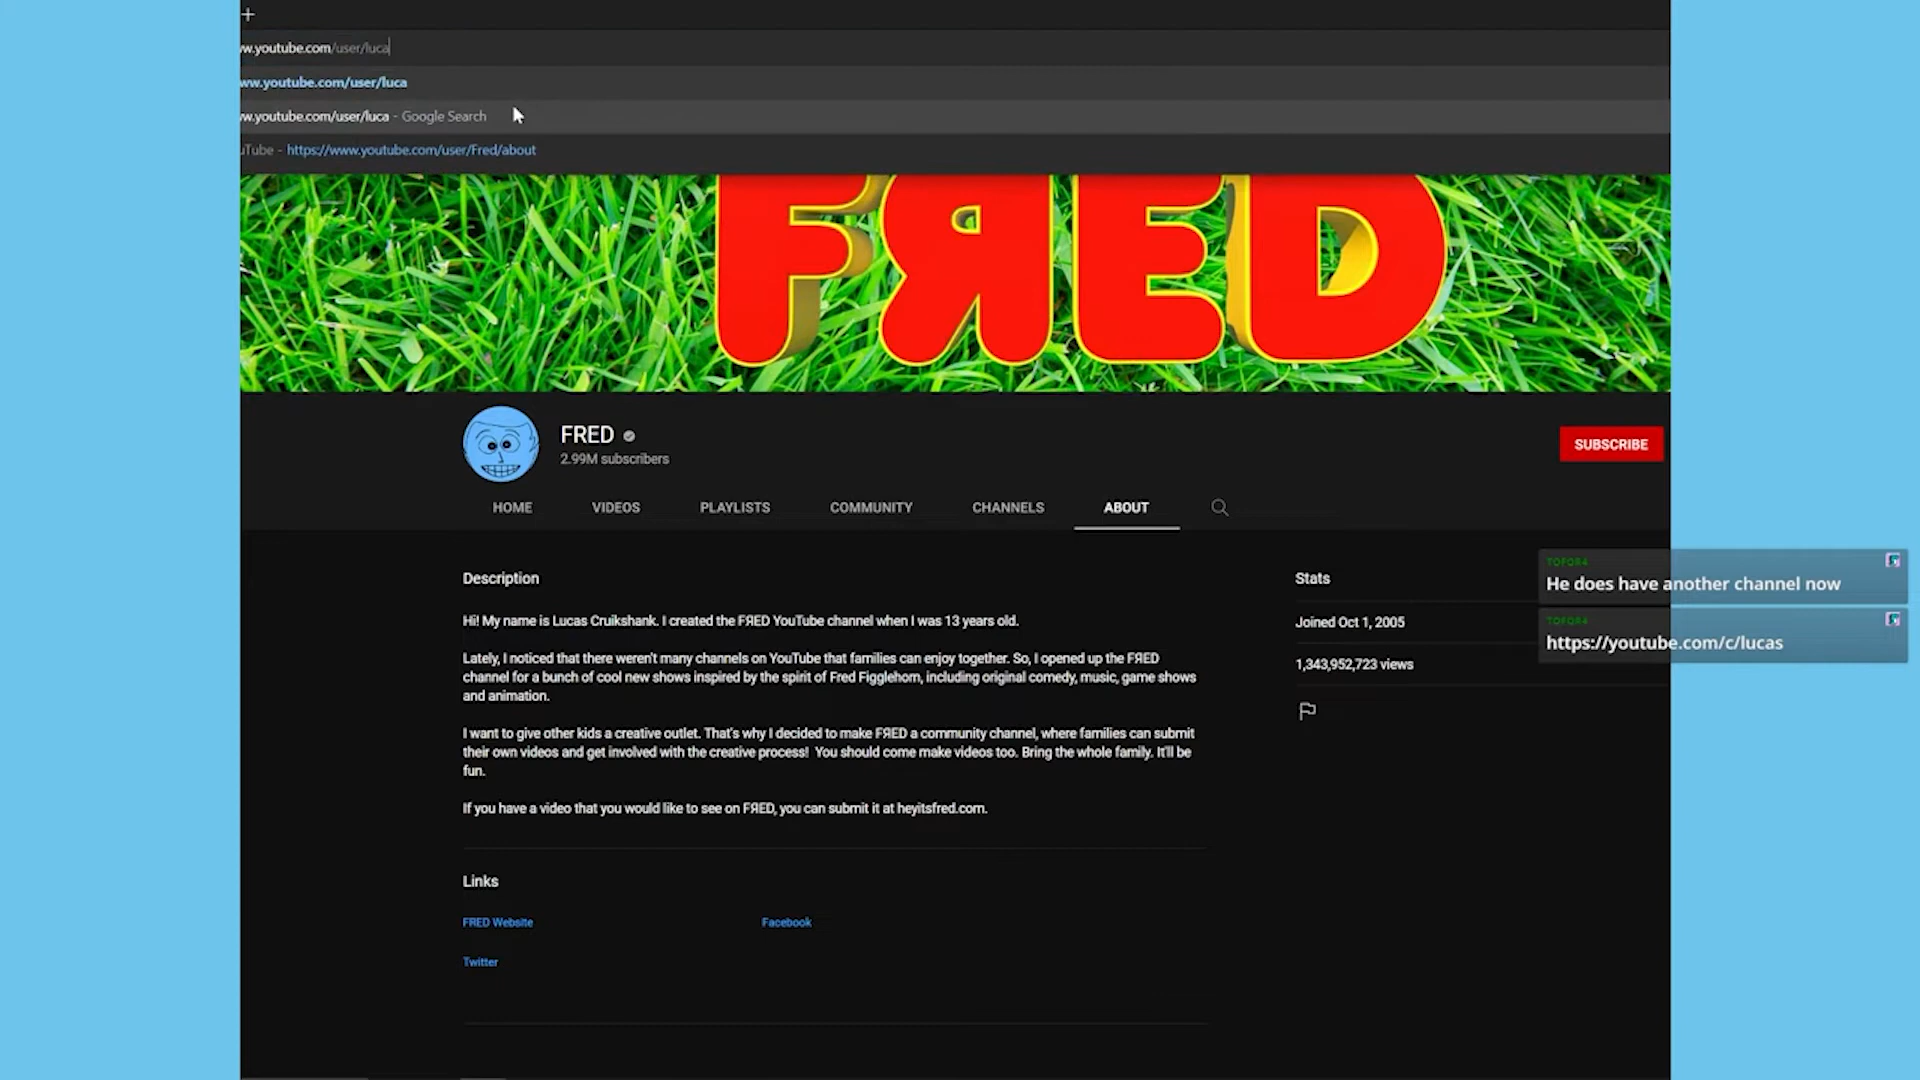 ww.youtube.com/user/luca
ww.youtube.com/user/luca
ww.youtube.com/user/luca - Google Search
uTube - https://www.youtube.com/user/Fred/about
FЯED
FRED
2.99M subscribers
SUBSCRIBE
HOME VIDEOS PLAYLISTS COMMUNITY CHANNELS ABOUT
Description
Hi! My name is Lucas Cruikshank. I created the FЯED YouTube channel when I was 13 years old.
Lately, I noticed that there weren't many channels on YouTube that families can enjoy together. So, I opened up the FЯED
channel for a bunch of cool new shows inspired by the spirit of Fred Figglehorn, including original comedy, music, game shows
and animation.
I want to give other kids a creative outlet. That's why I decided to make FЯED a community channel, where families can submit
their own videos and get involved with the creative process!  You should come make videos too. Bring the whole family. It'll be
fun.
If you have a video that you would like to see on FЯED, you can submit it at heyitsfred.com.
Links
FRED Website
Facebook
Twitter
Stats
Joined Oct 1, 2005
1,343,952,723 views
TOFOR4
He does have another channel now
TOFOR4
https://youtube.com/c/lucas